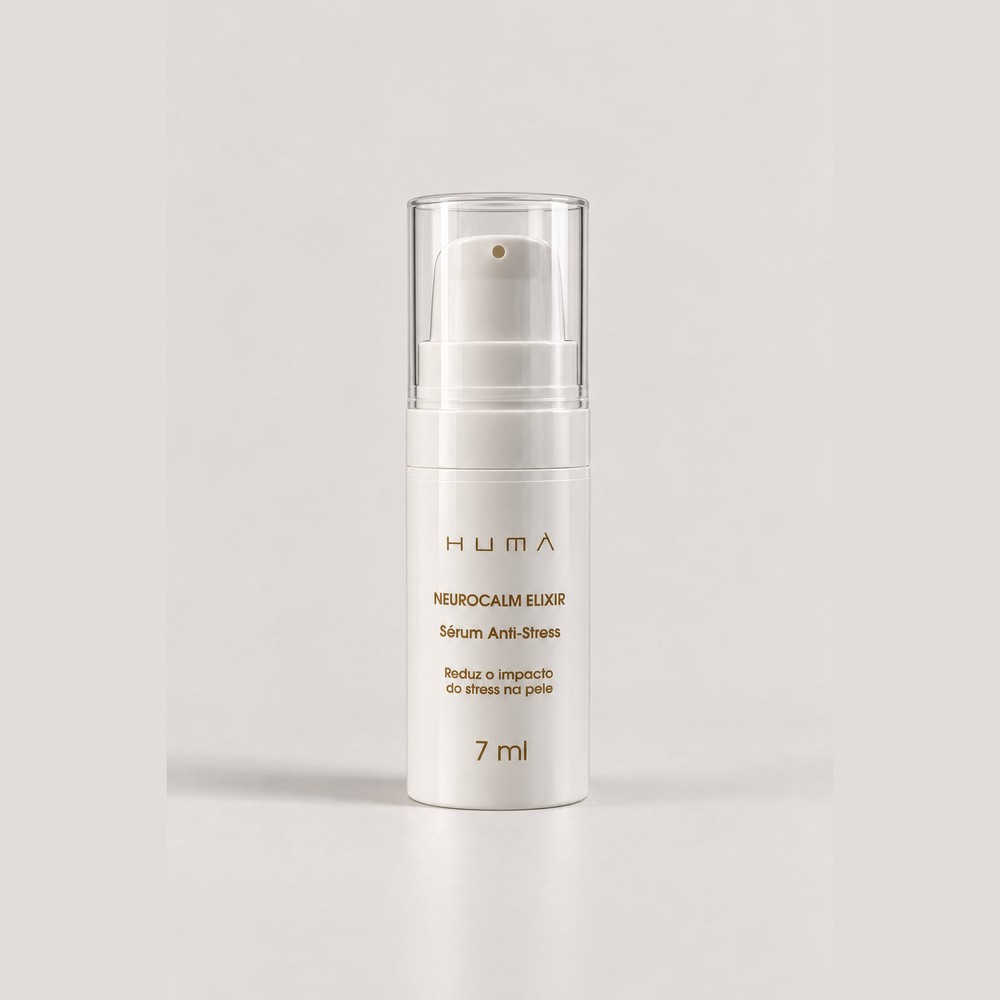 HUMÀ
NEUROCALM ELIXIR
Sérum Anti-Stress
Reduz o impacto
do stress na pele
7 ml